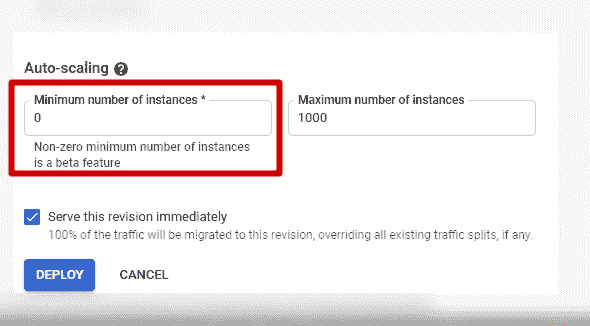 Auto-scaling ?
Minimum number of instances *
0
Non-zero minimum number of instances
is a beta feature
Maximum number of instances
1000
Serve this revision immediately
100% of the traffic will be migrated to this revision, overriding all existing traffic splits, if any.
DEPLOY CANCEL